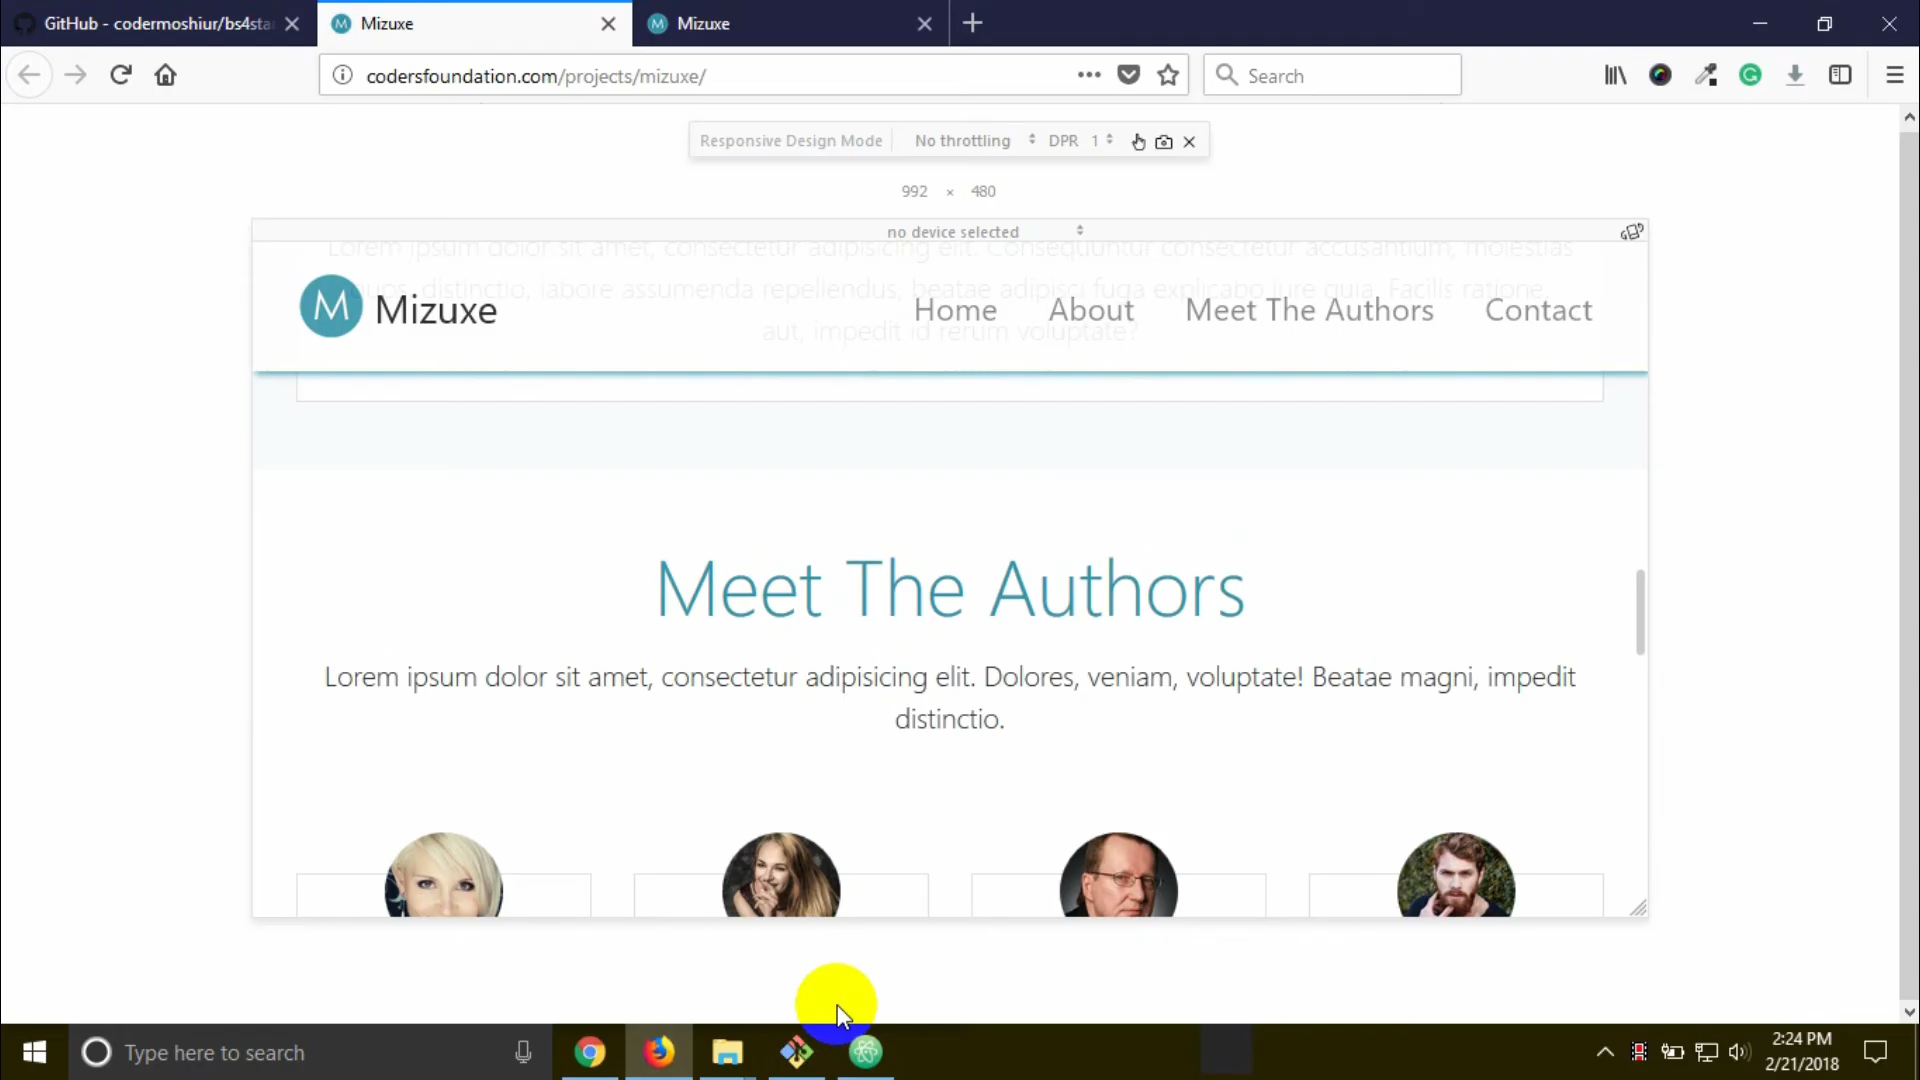 GitHub - codermoshiur/bs4sta
Mizuxe
Mizuxe
codersfoundation.com/projects/mizuxe/
Search
Responsive Design Mode No throttling DPR 1
992 × 480
no device selected
Lorem ipsum dolor sit amet, consectetur adipisicing elit. Consequuntur consectetur accusantium, molestias
quos, distinctio, labore assumenda repellendus, beatae adipisci fuga explicabo iure quia. Facilis ratione,
aut, impedit id rerum voluptate?
M Mizuxe
Home About Meet The Authors Contact
Meet The Authors
Lorem ipsum dolor sit amet, consectetur adipisicing elit. Dolores, veniam, voluptate! Beatae magni, impedit
distinctio.
Type here to search
2:24 PM
2/21/2018